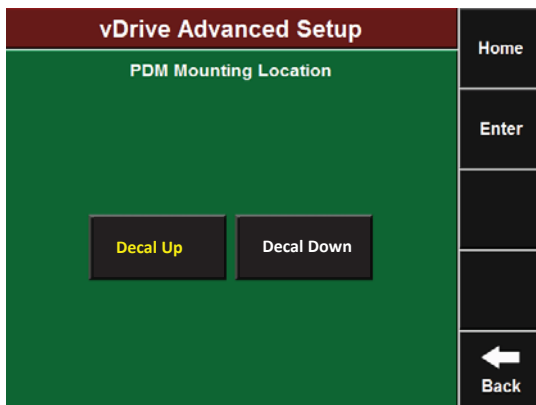 vDrive Advanced Setup
PDM Mounting Location
Decal Up
Decal Down
Home
Enter
Back